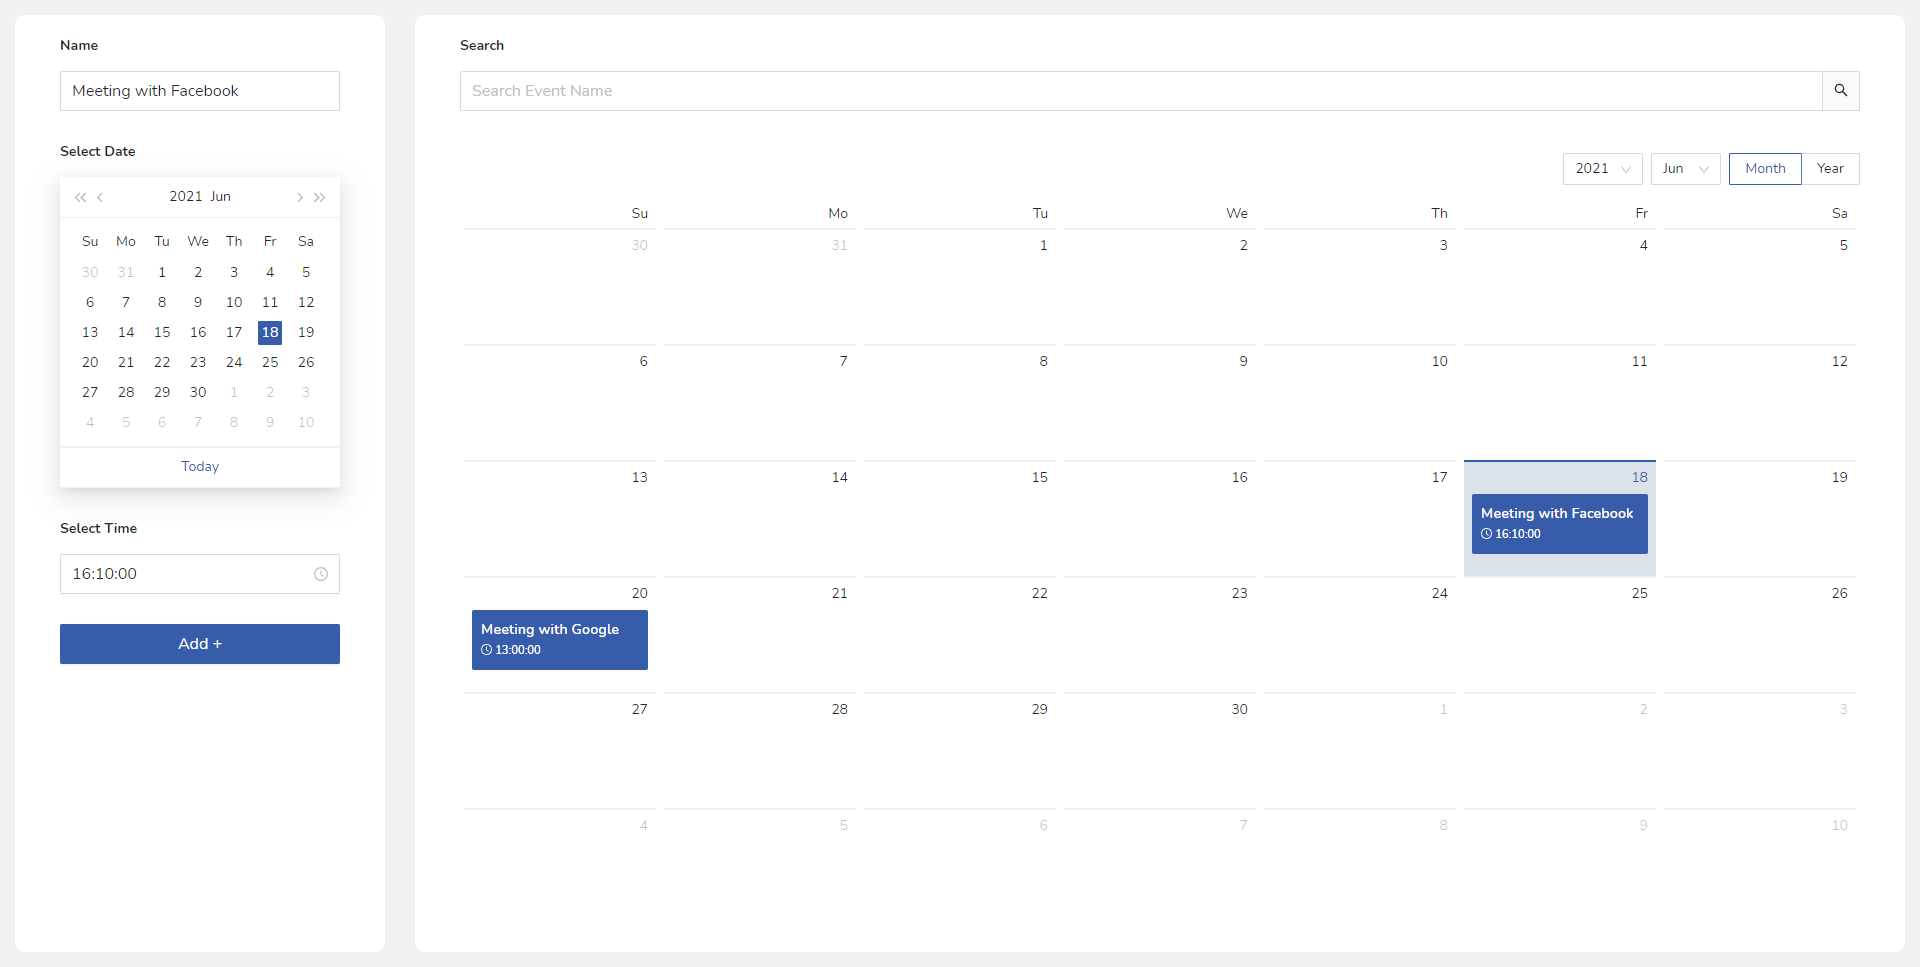 Name
Meeting with Facebook
Select Date
2021 Jun
Su Mo Tu We Th Fr Sa
30 31 1 2 3 4 5
6 7 8 9 10 11 12
13 14 15 16 17 18 19
20 21 22 23 24 25 26
27 28 29 30 1 2 3
4 5 6 7 8 9 10
Today
Select Time
16:10:00
Add +
Search
Search Event Name
2021 Jun Month Year
Su Mo Tu We Th Fr Sa
30 31 1 2 3 4 5
6 7 8 9 10 11 12
13 14 15 16 17 18 19
Meeting with Facebook
16:10:00
20 21 22 23 24 25 26
Meeting with Google
13:00:00
27 28 29 30 1 2 3
4 5 6 7 8 9 10